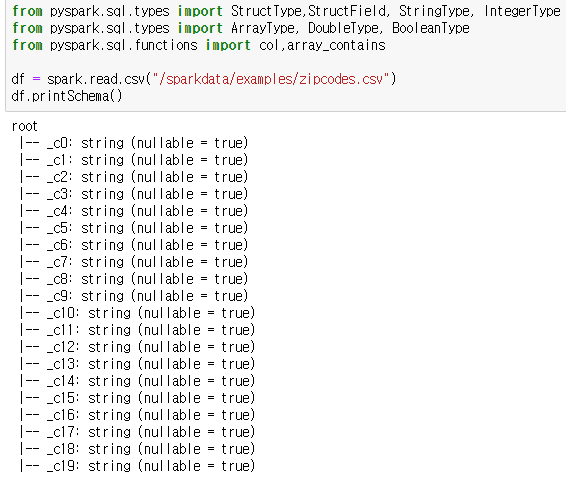 from pyspark.sql.types import StructType,StructField, StringType, IntegerType
from pyspark.sql.types import ArrayType, DoubleType, BooleanType
from pyspark.sql.functions import col,array_contains
df = spark.read.csv("/sparkdata/examples/zipcodes.csv")
df.printSchema()
root
|-- _c0: string (nullable = true)
|-- _c1: string (nullable = true)
|-- _c2: string (nullable = true)
|-- _c3: string (nullable = true)
|-- _c4: string (nullable = true)
|-- _c5: string (nullable = true)
|-- _c6: string (nullable = true)
|-- _c7: string (nullable = true)
|-- _c8: string (nullable = true)
|-- _c9: string (nullable = true)
|-- _c10: string (nullable = true)
|-- _c11: string (nullable = true)
|-- _c12: string (nullable = true)
|-- _c13: string (nullable = true)
|-- _c14: string (nullable = true)
|-- _c15: string (nullable = true)
|-- _c16: string (nullable = true)
|-- _c17: string (nullable = true)
|-- _c18: string (nullable = true)
|-- _c19: string (nullable = true)